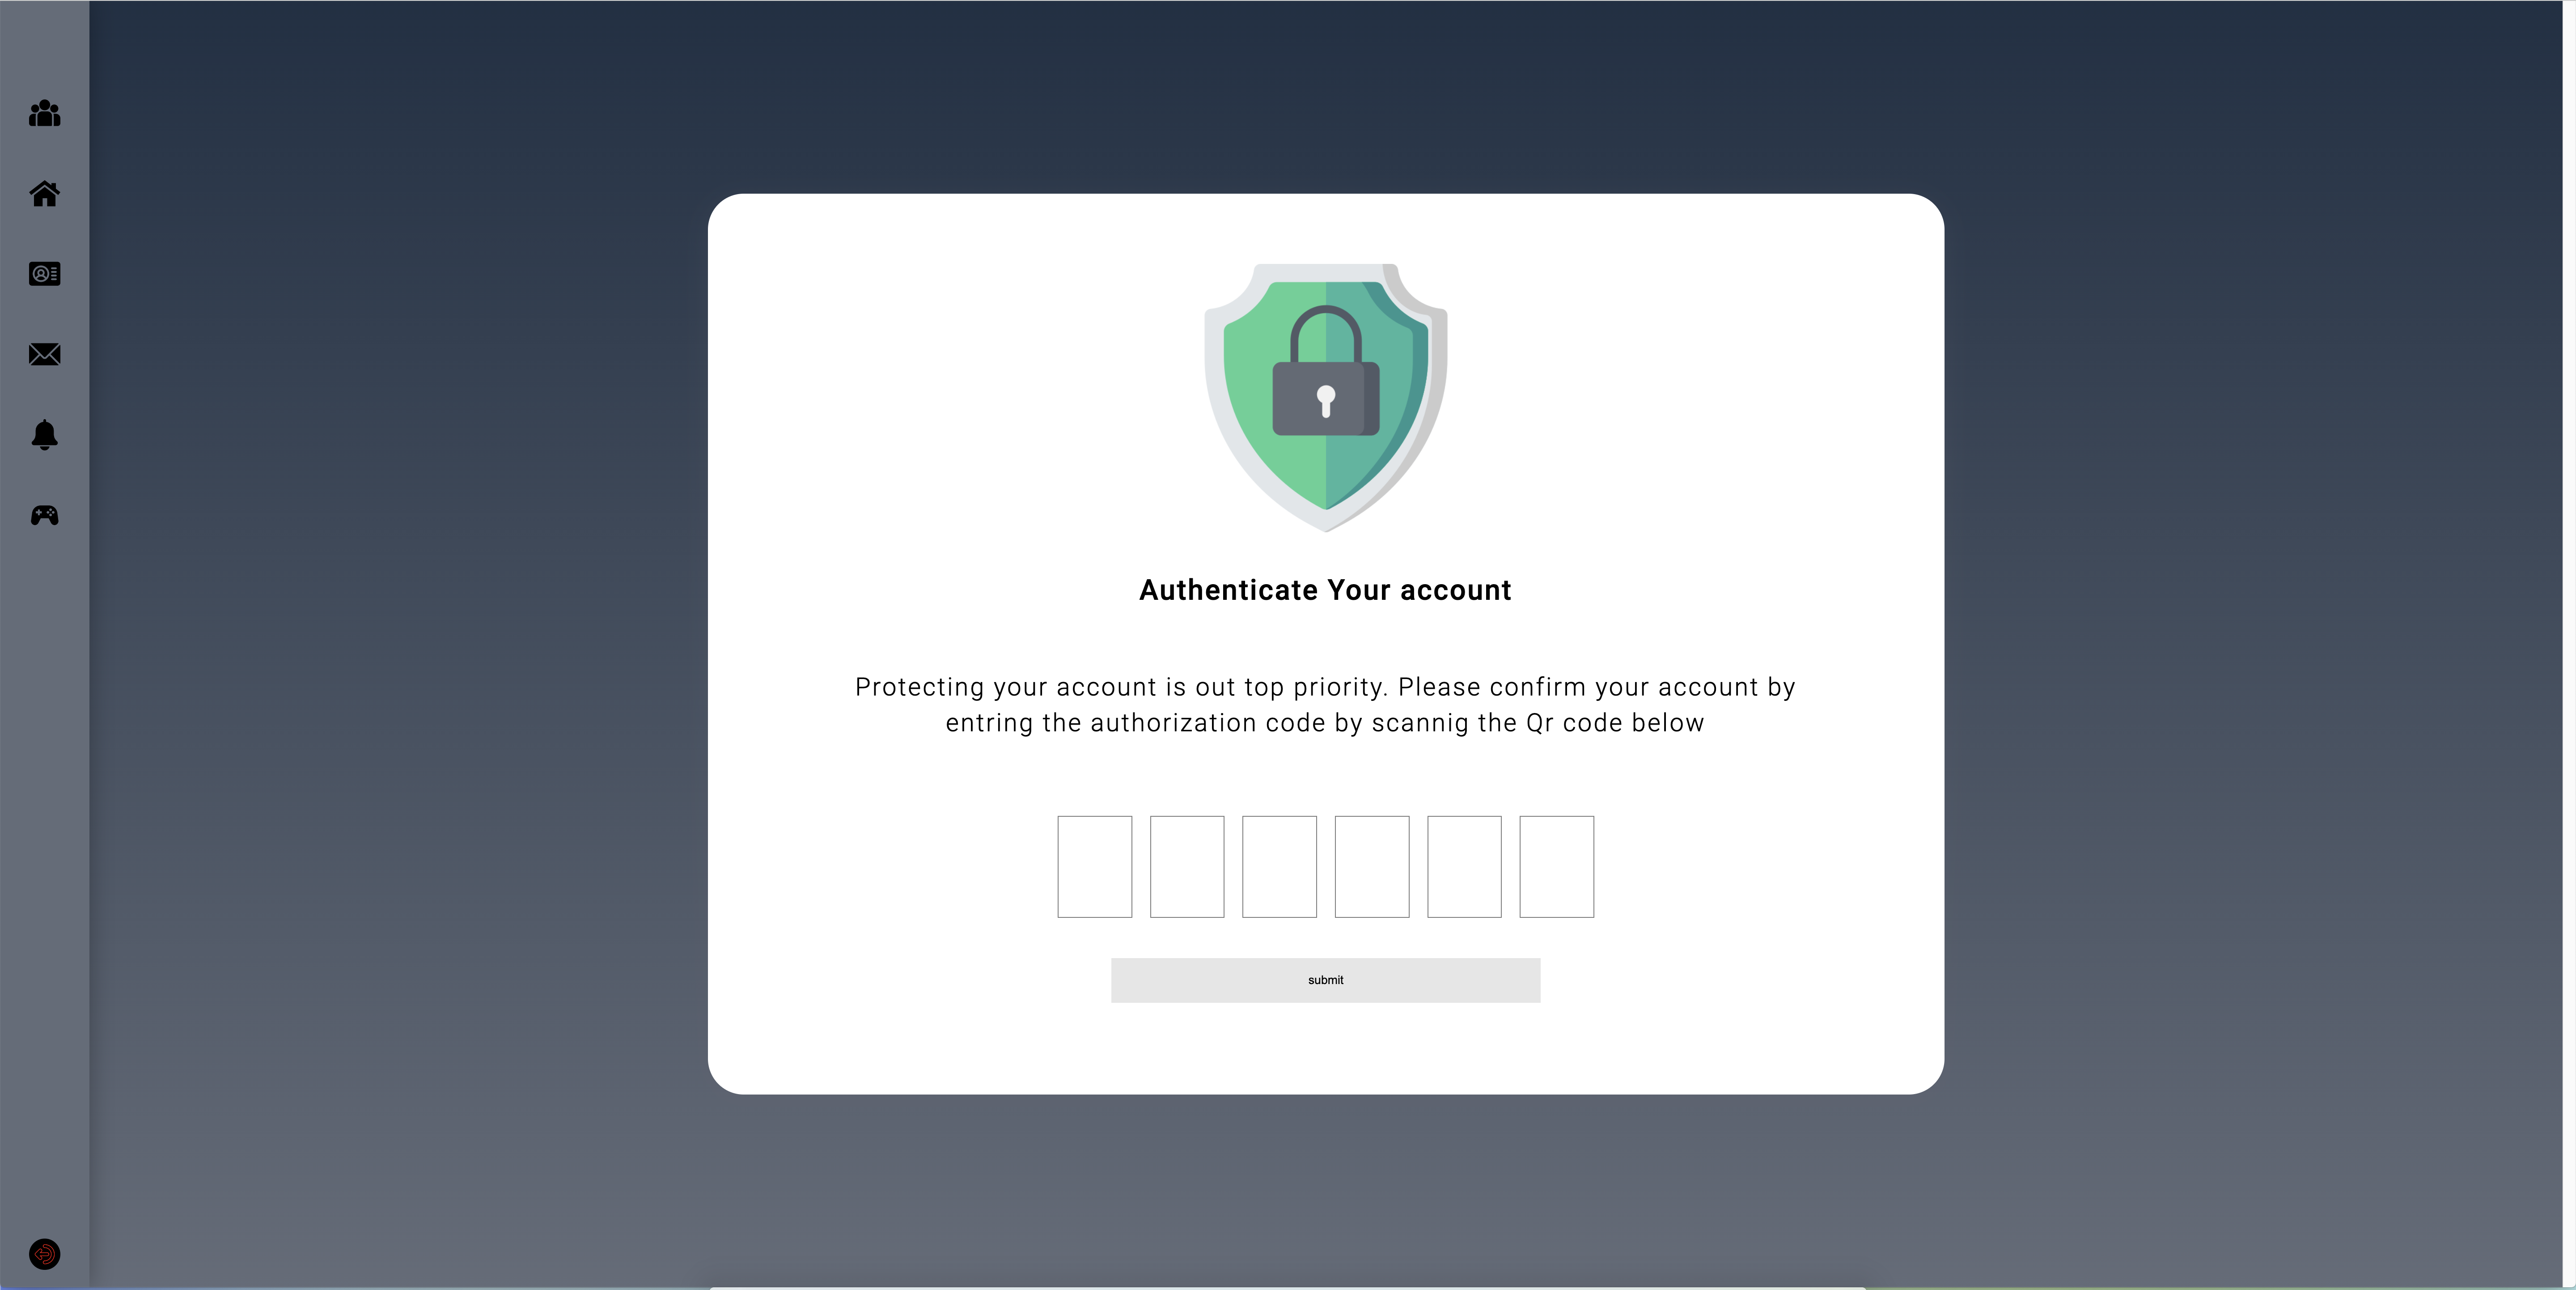 Authenticate Your account
Protecting your account is out top priority. Please confirm your account by
entring the authorization code by scannig the Qr code below
submit